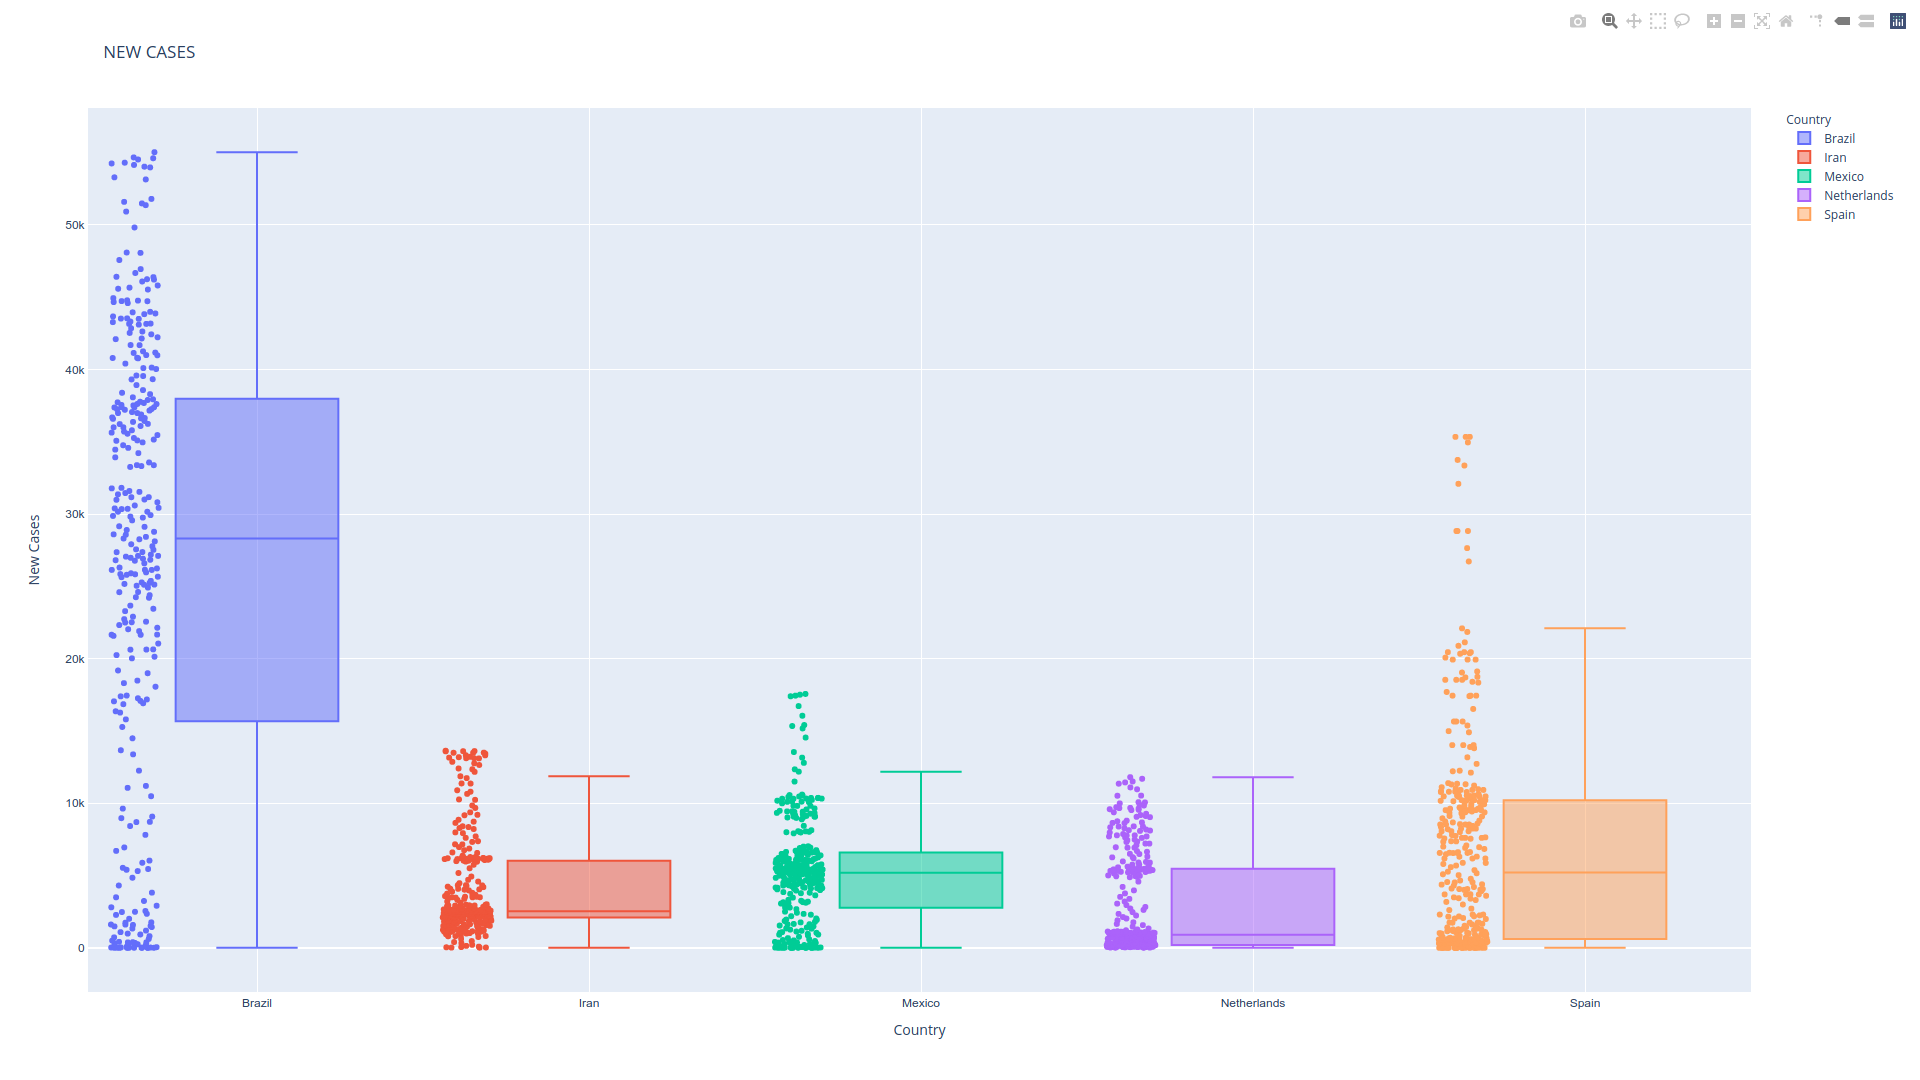 NEW CASES
Country
Brazil
Iran
Mexico
Netherlands
Spain
50k
40k
30k
20k
10k
0
New Cases
Brazil
Iran
Mexico
Netherlands
Spain
Country